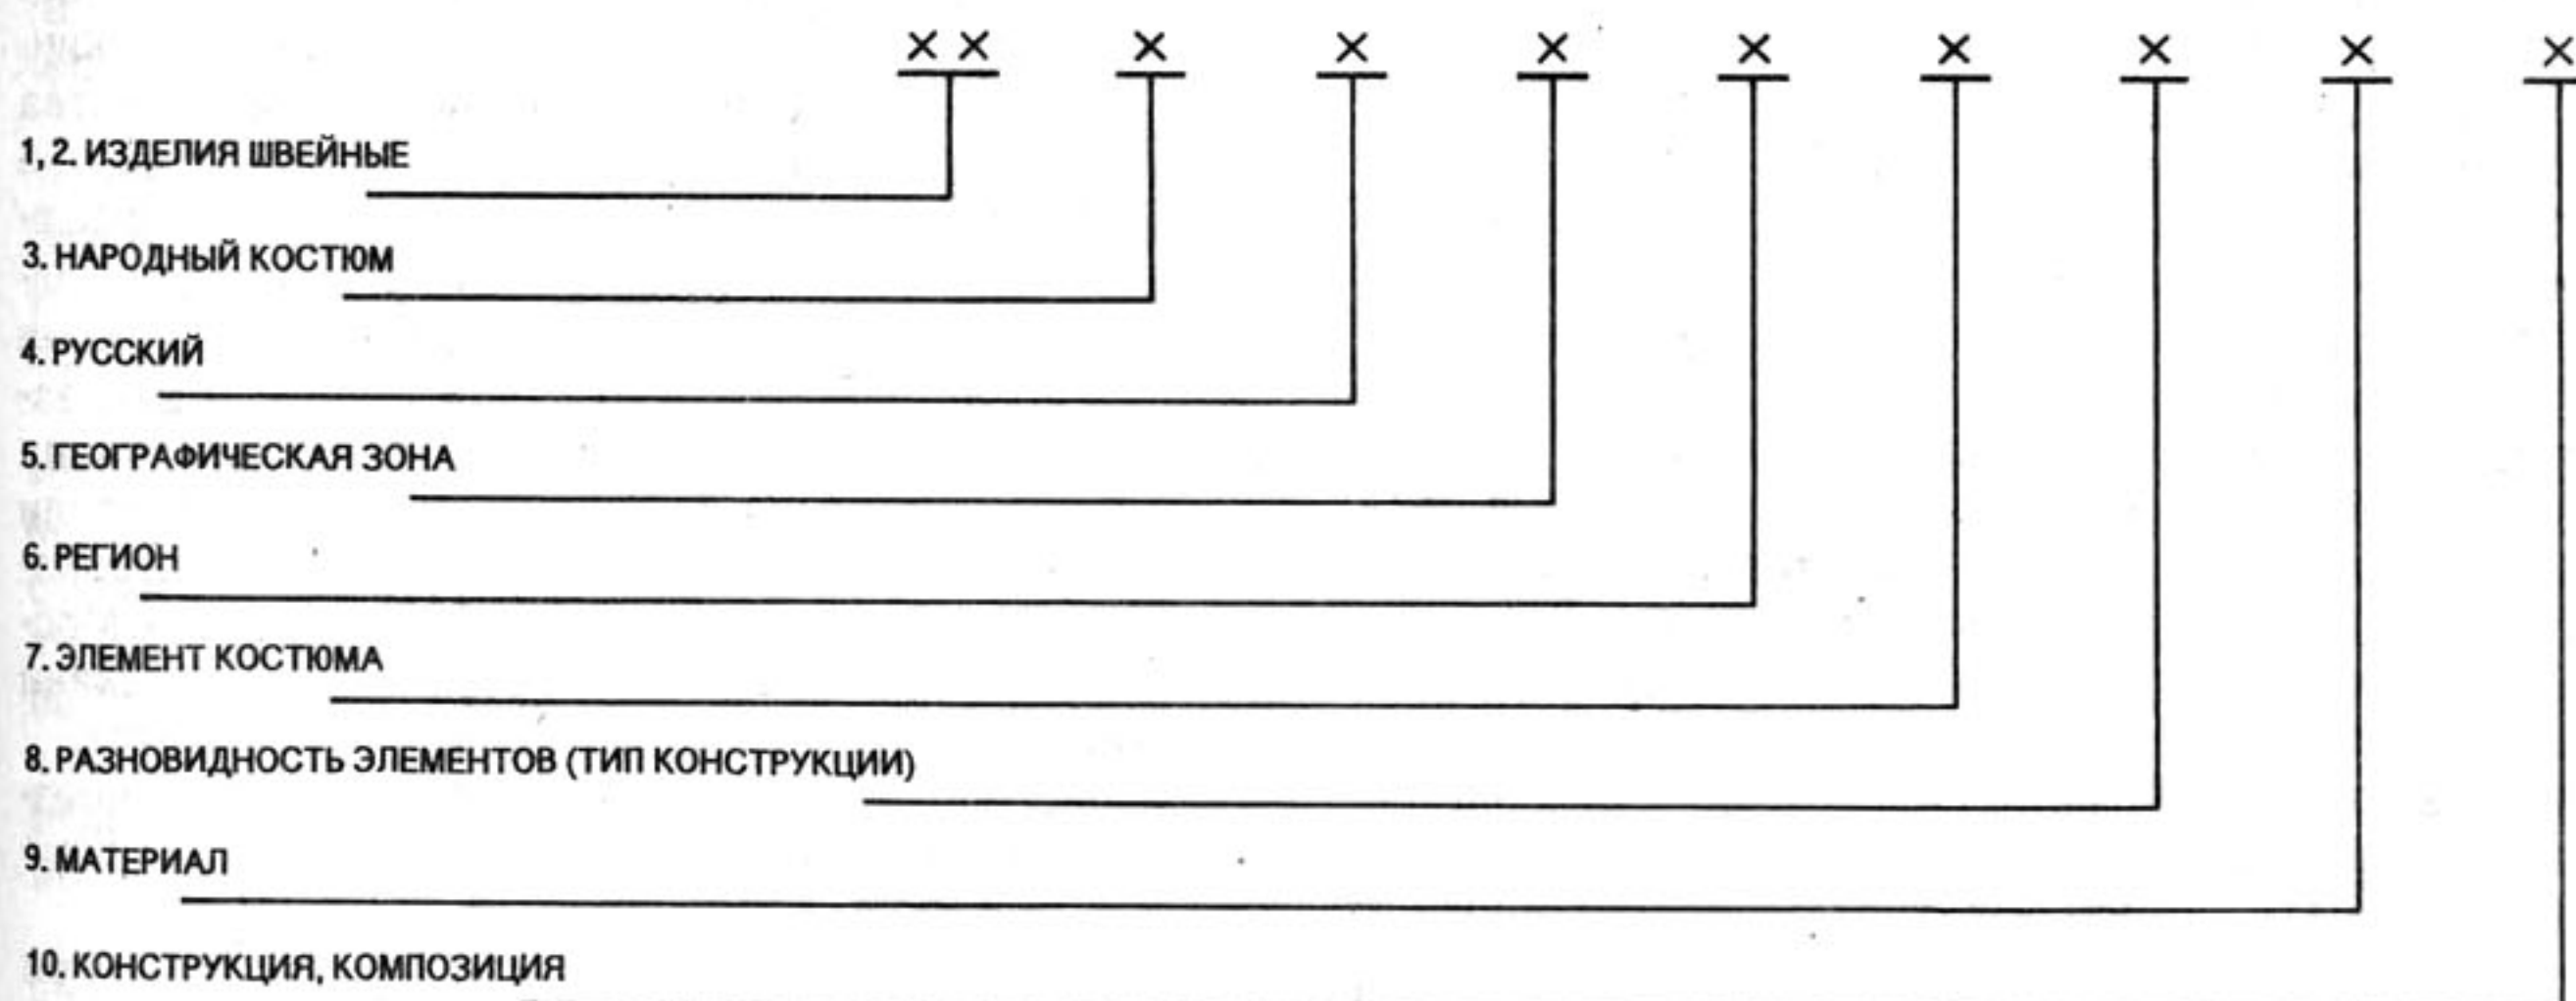 ×× × × × × × × × ×
1, 2. ИЗДЕЛИЯ ШВЕЙНЫЕ
3. НАРОДНЫЙ КОСТЮМ
4. РУССКИЙ
5. ГЕОГРАФИЧЕСКАЯ ЗОНА
6. РЕГИОН
7. ЭЛЕМЕНТ КОСТЮМА
8. РАЗНОВИДНОСТЬ ЭЛЕМЕНТОВ (ТИП КОНСТРУКЦИИ)
9. МАТЕРИАЛ
10. КОНСТРУКЦИЯ, КОМПОЗИЦИЯ